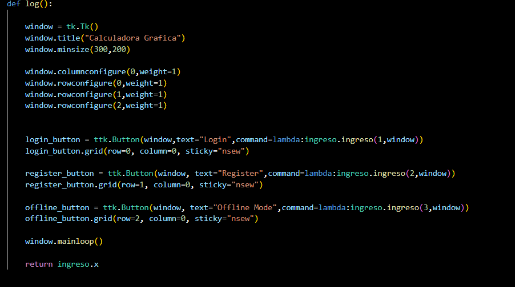 def log():
window = tk.Tk()
window.title("Calculadora Grafica")
window.minsize(300,200)
window.columnconfigure(0,weight=1)
window.rowconfigure(0,weight=1)
window.rowconfigure(1,weight=1)
window.rowconfigure(2,weight=1)
login_button = ttk.Button(window,text="Login",command=lambda:ingreso.ingreso(1,window))
login_button.grid(row=0, column=0, sticky="nsew")
register_button = ttk.Button(window, text="Register",command=lambda:ingreso.ingreso(2,window))
register_button.grid(row=1, column=0, sticky="nsew")
offline_button = ttk.Button(window, text="Offline Mode",command=lambda:ingreso.ingreso(3,window))
offline_button.grid(row=2, column=0, sticky="nsew")
window.mainloop()
return ingreso.x